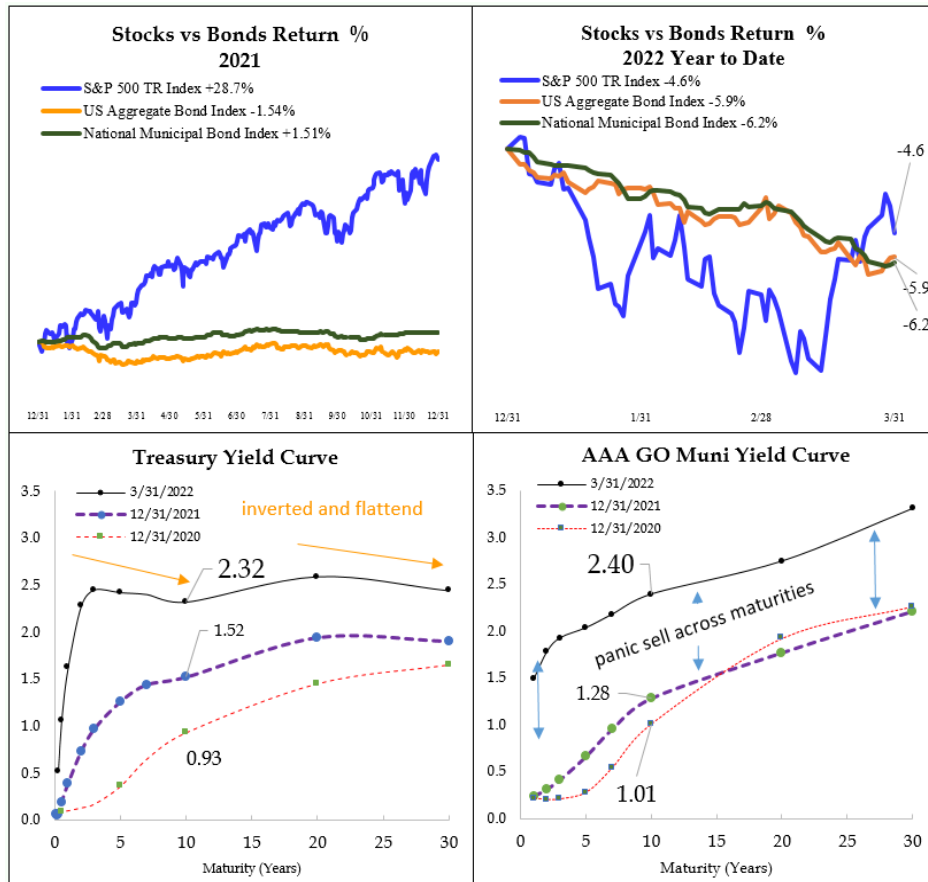 Stocks vs Bonds Return %
2021
S&P 500 TR Index +28.7%
US Aggregate Bond Index -1.54%
National Municipal Bond Index +1.51%
12/31 1/31 2/28 3/31 4/30 5/31 6/30 7/31 8/31 9/30 10/31 11/30 12/31
Stocks vs Bonds Return %
2022 Year to Date
S&P 500 TR Index -4.6%
US Aggregate Bond Index -5.9%
National Municipal Bond Index -6.2%
-4.6
-5.9
-6.2
12/31 1/31 2/28 3/31
Treasury Yield Curve
3.5
3/31/2022
12/31/2021
12/31/2020
inverted and flattend
3.0
2.5
2.32
2.0
1.52
1.5
1.0
0.93
0.5
0.0
0 5 10 15 20 25 30
Maturity (Years)
AAA GO Muni Yield Curve
3.5
3/31/2022
12/31/2021
12/31/2020
3.0
2.40
2.5
panic sell across maturities
2.0
1.5
1.28
1.0
1.01
0.5
0.0
0 5 10 15 20 25 30
Maturity (Years)